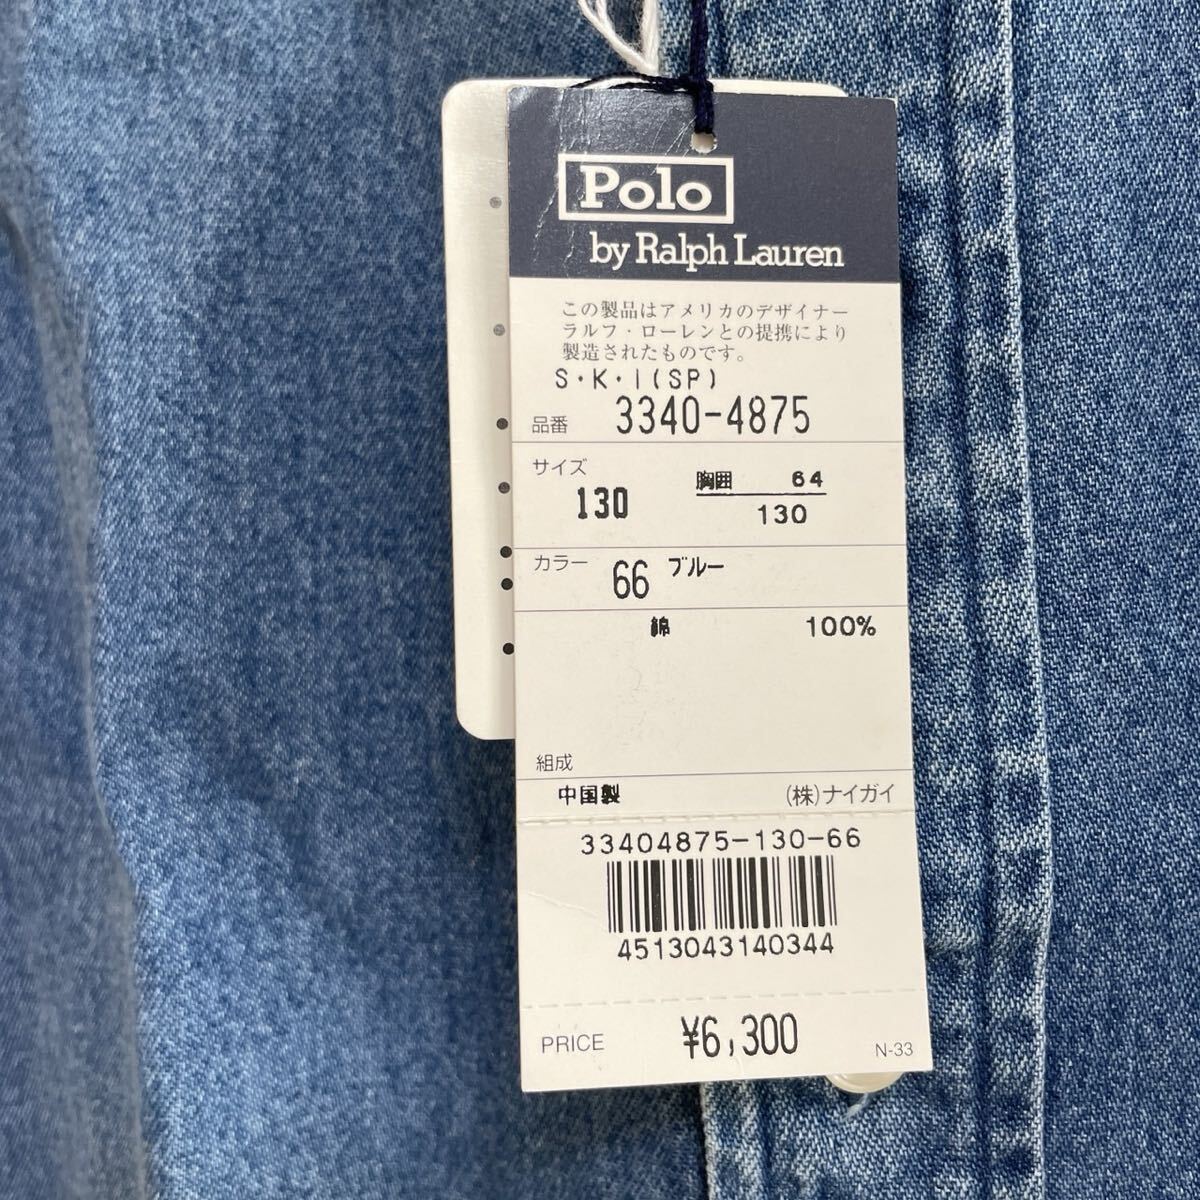 Polo
by Ralph Lauren
この製品はアメリカのデザイナー
ラルフ・ローレンとの提携により
製造されたものです。
S・K・I(SP)
品番 3340-4875
サイズ 130 胸囲 64
130
カラー 66 ブルー
綿 100%
組成
中国製 (株)ナイガイ
33404875-130-66
4513043140344
PRICE ¥6,300 N-33